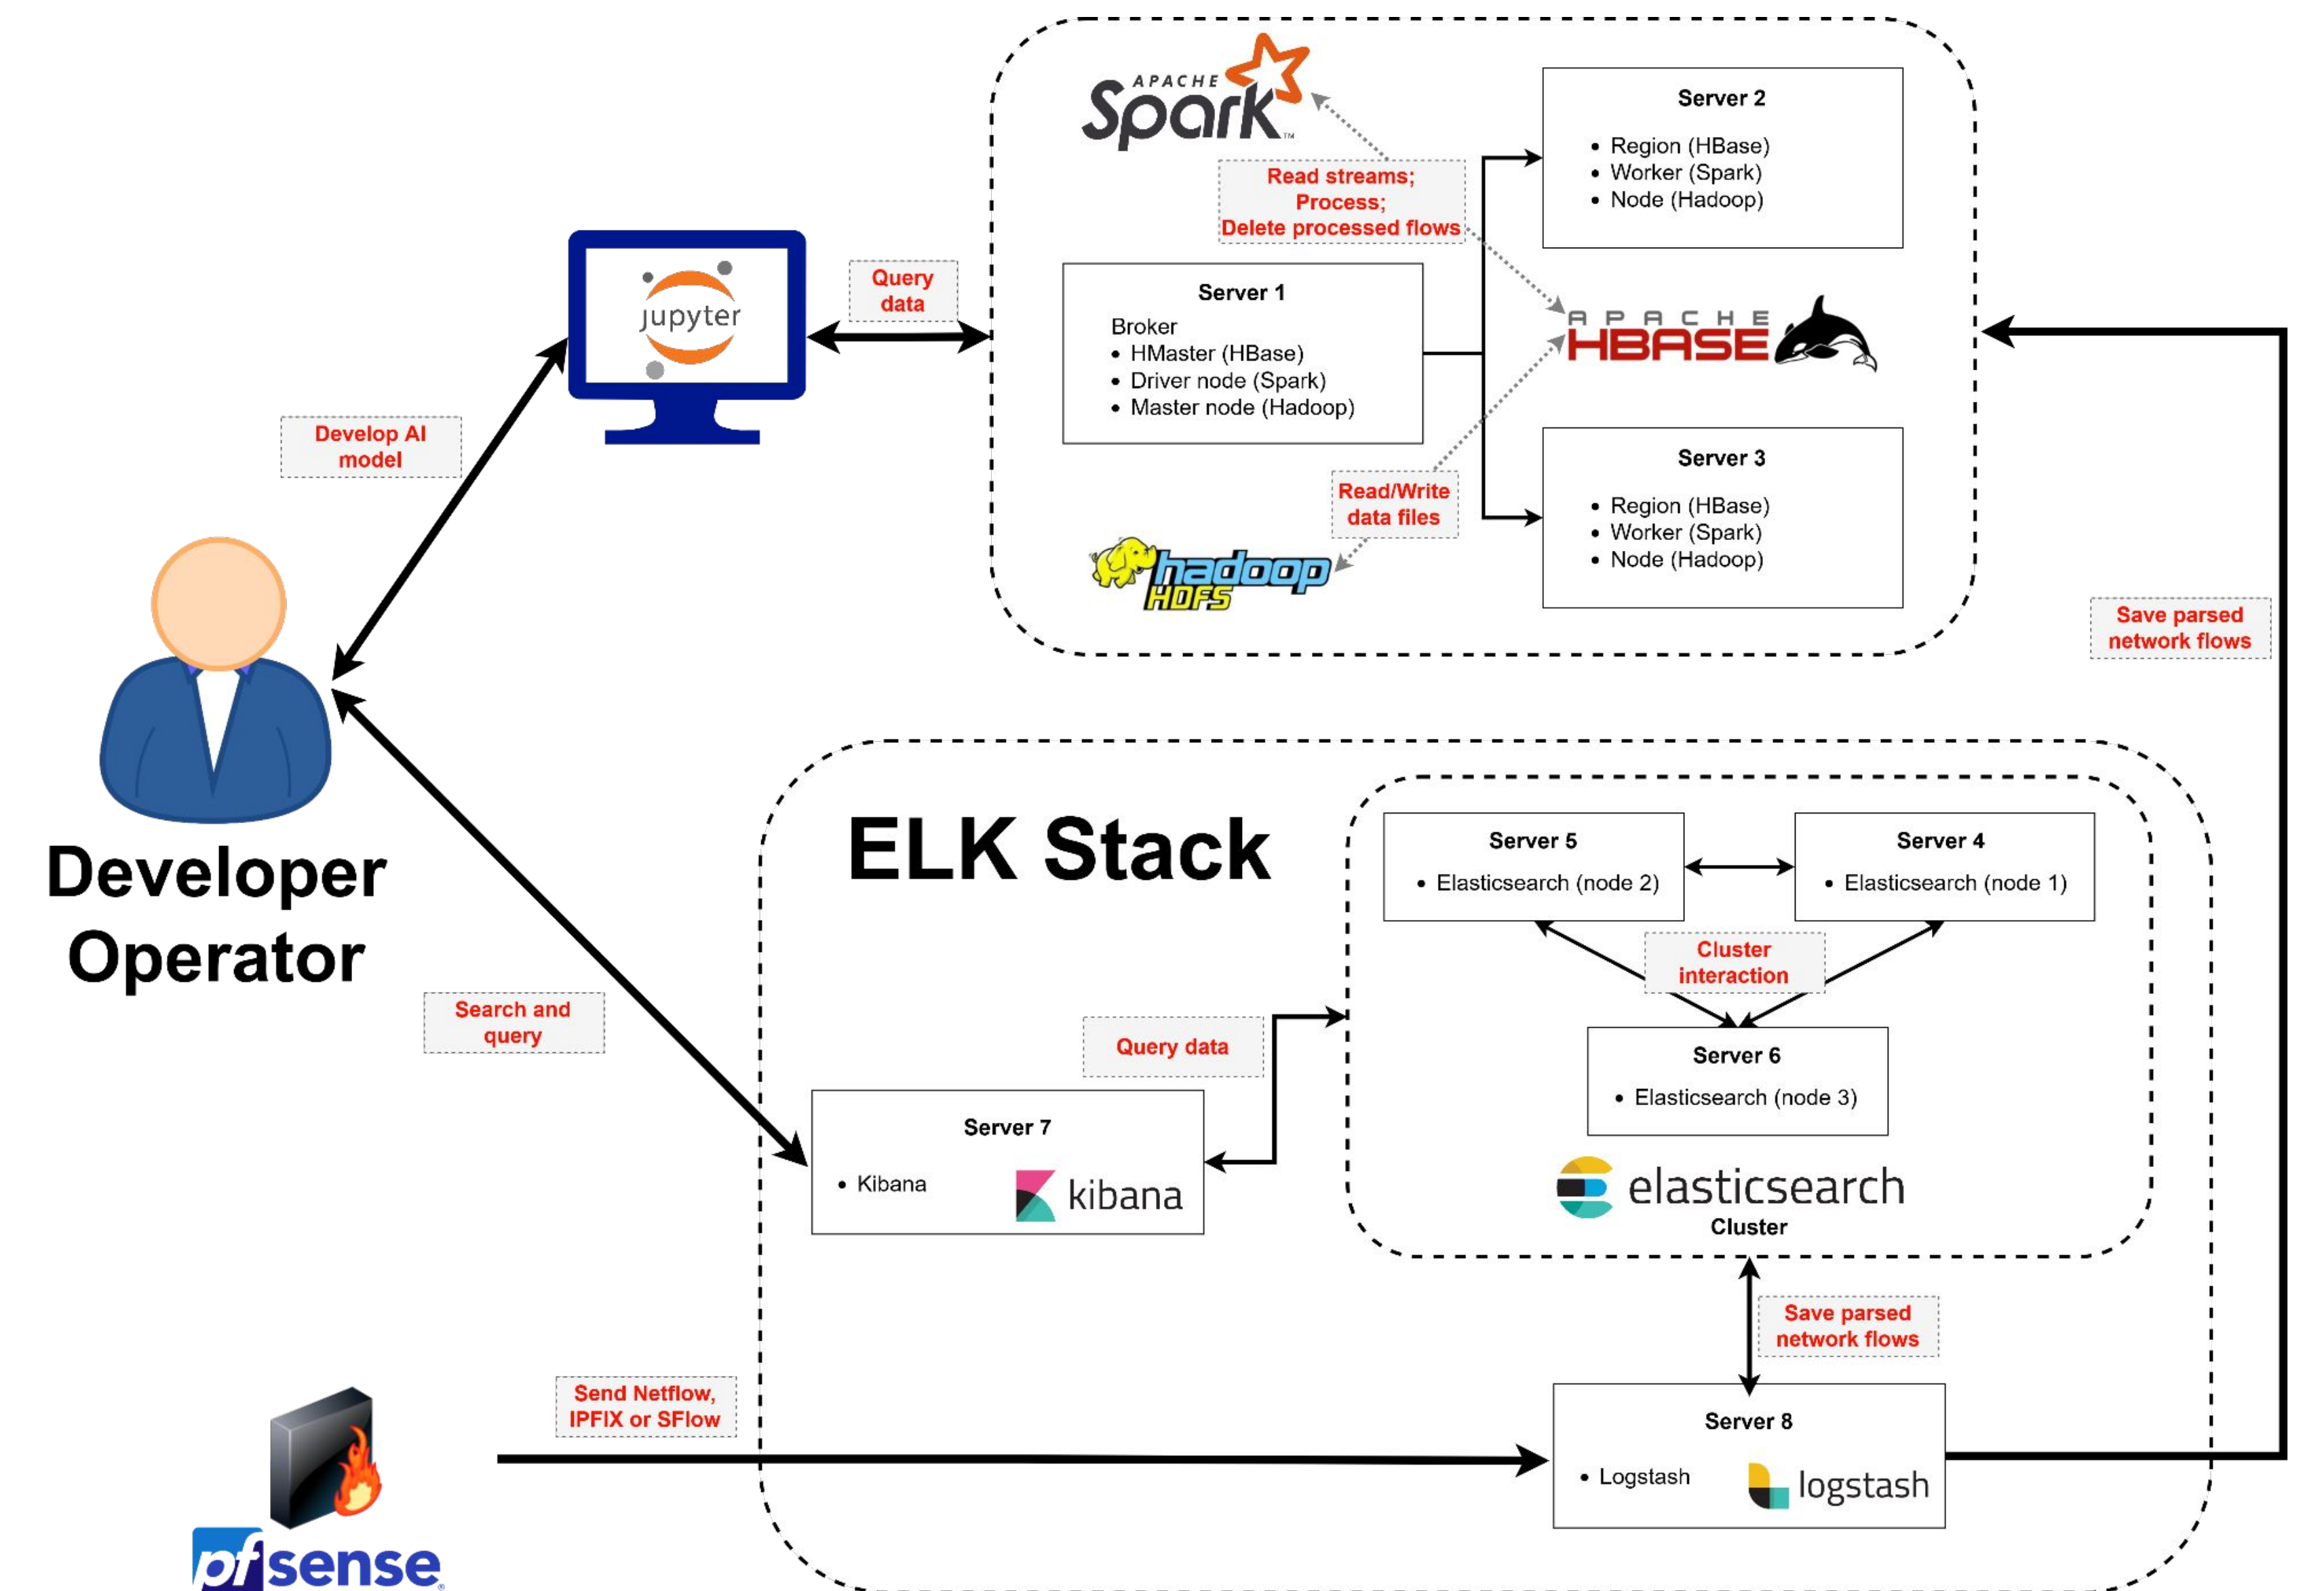 APACHE
Spark
TM
Server 2
• Region (HBase)
• Worker (Spark)
• Node (Hadoop)
Read streams;
Process;
Delete processed flows
jupyter
Query
data
Server 1
Broker
• HMaster (HBase)
• Driver node (Spark)
• Master node (Hadoop)
APACHE
HBASE
Develop AI
model
Server 3
• Region (HBase)
• Worker (Spark)
• Node (Hadoop)
Read/Write
data files
hadoop
HDFS
Save parsed
network flows
Developer
Operator
ELK Stack
Server 5
• Elasticsearch (node 2)
Server 4
• Elasticsearch (node 1)
Cluster
interaction
Search and
query
Query data
Server 6
• Elasticsearch (node 3)
Server 7
• Kibana
kibana
elasticsearch
Cluster
Save parsed
network flows
Send Netflow,
IPFIX or SFlow
Server 8
• Logstash
logstash
pfsense